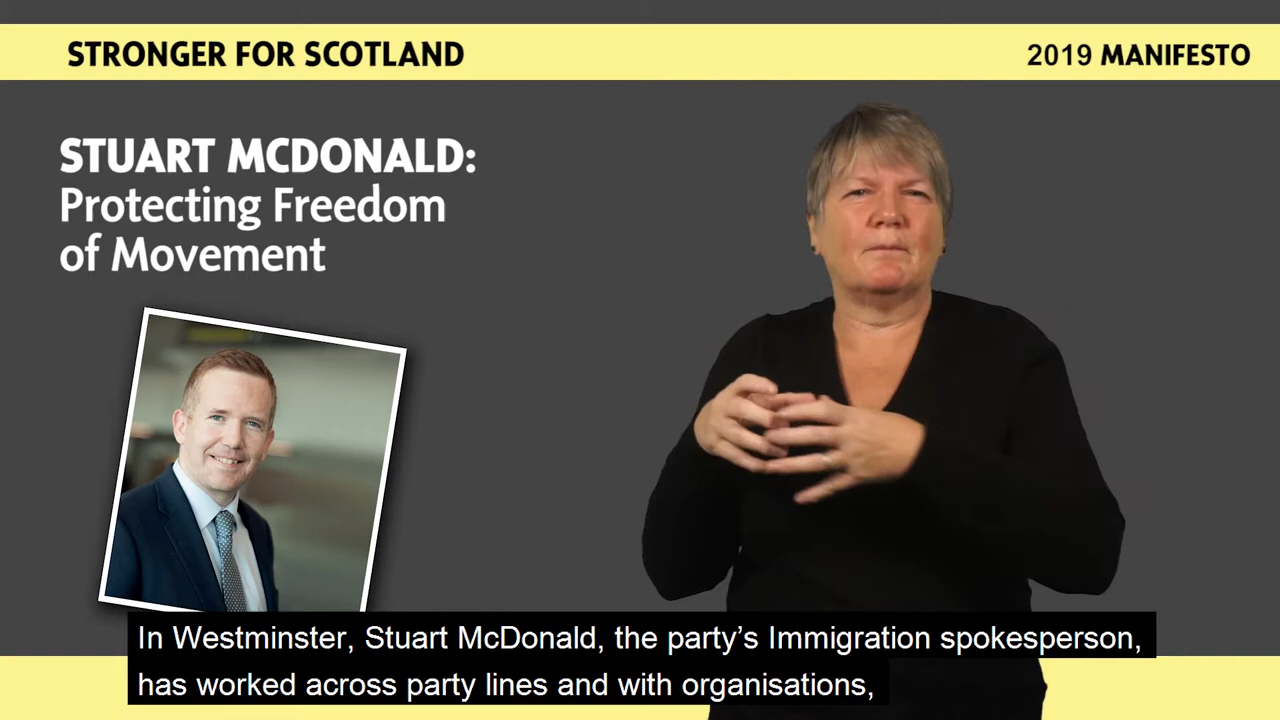 STRONGER FOR SCOTLAND
2019 MANIFESTO
STUART MCDONALD:
Protecting Freedom
of Movement
In Westminster, Stuart McDonald, the party’s Immigration spokesperson,
has worked across party lines and with organisations,